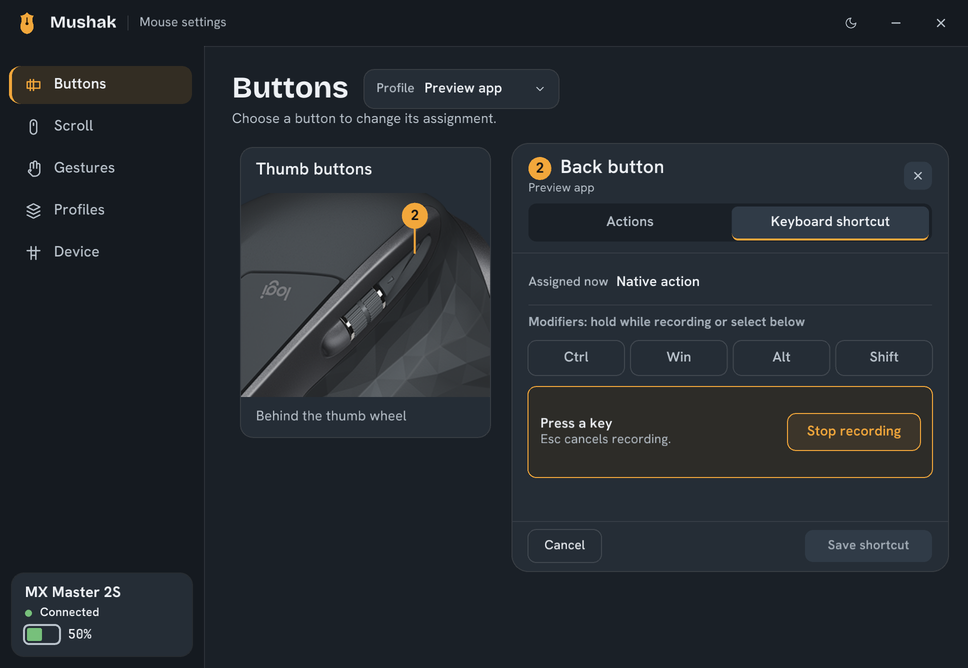 Mushak
Mouse settings
Buttons
Scroll
Gestures
Profiles
Device
MX Master 2S
Connected
50%
Buttons
Profile Preview app
Choose a button to change its assignment.
Thumb buttons
2
logi
Behind the thumb wheel
2 Back button
Preview app
Actions
Keyboard shortcut
Assigned now Native action
Modifiers: hold while recording or select below
Ctrl
Win
Alt
Shift
Press a key
Esc cancels recording.
Stop recording
Cancel
Save shortcut